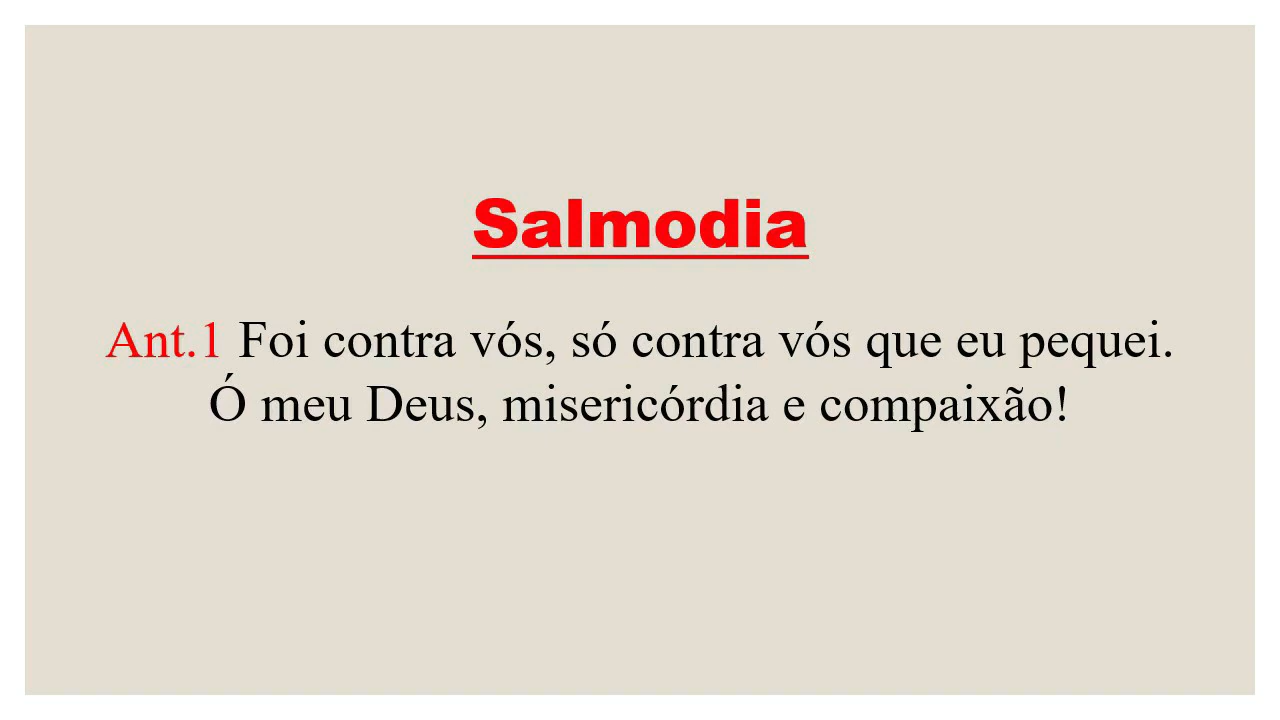 Salmodia
Ant.1 Foi contra vós, só contra vós que eu pequei.
Ó meu Deus, misericórdia e compaixão!